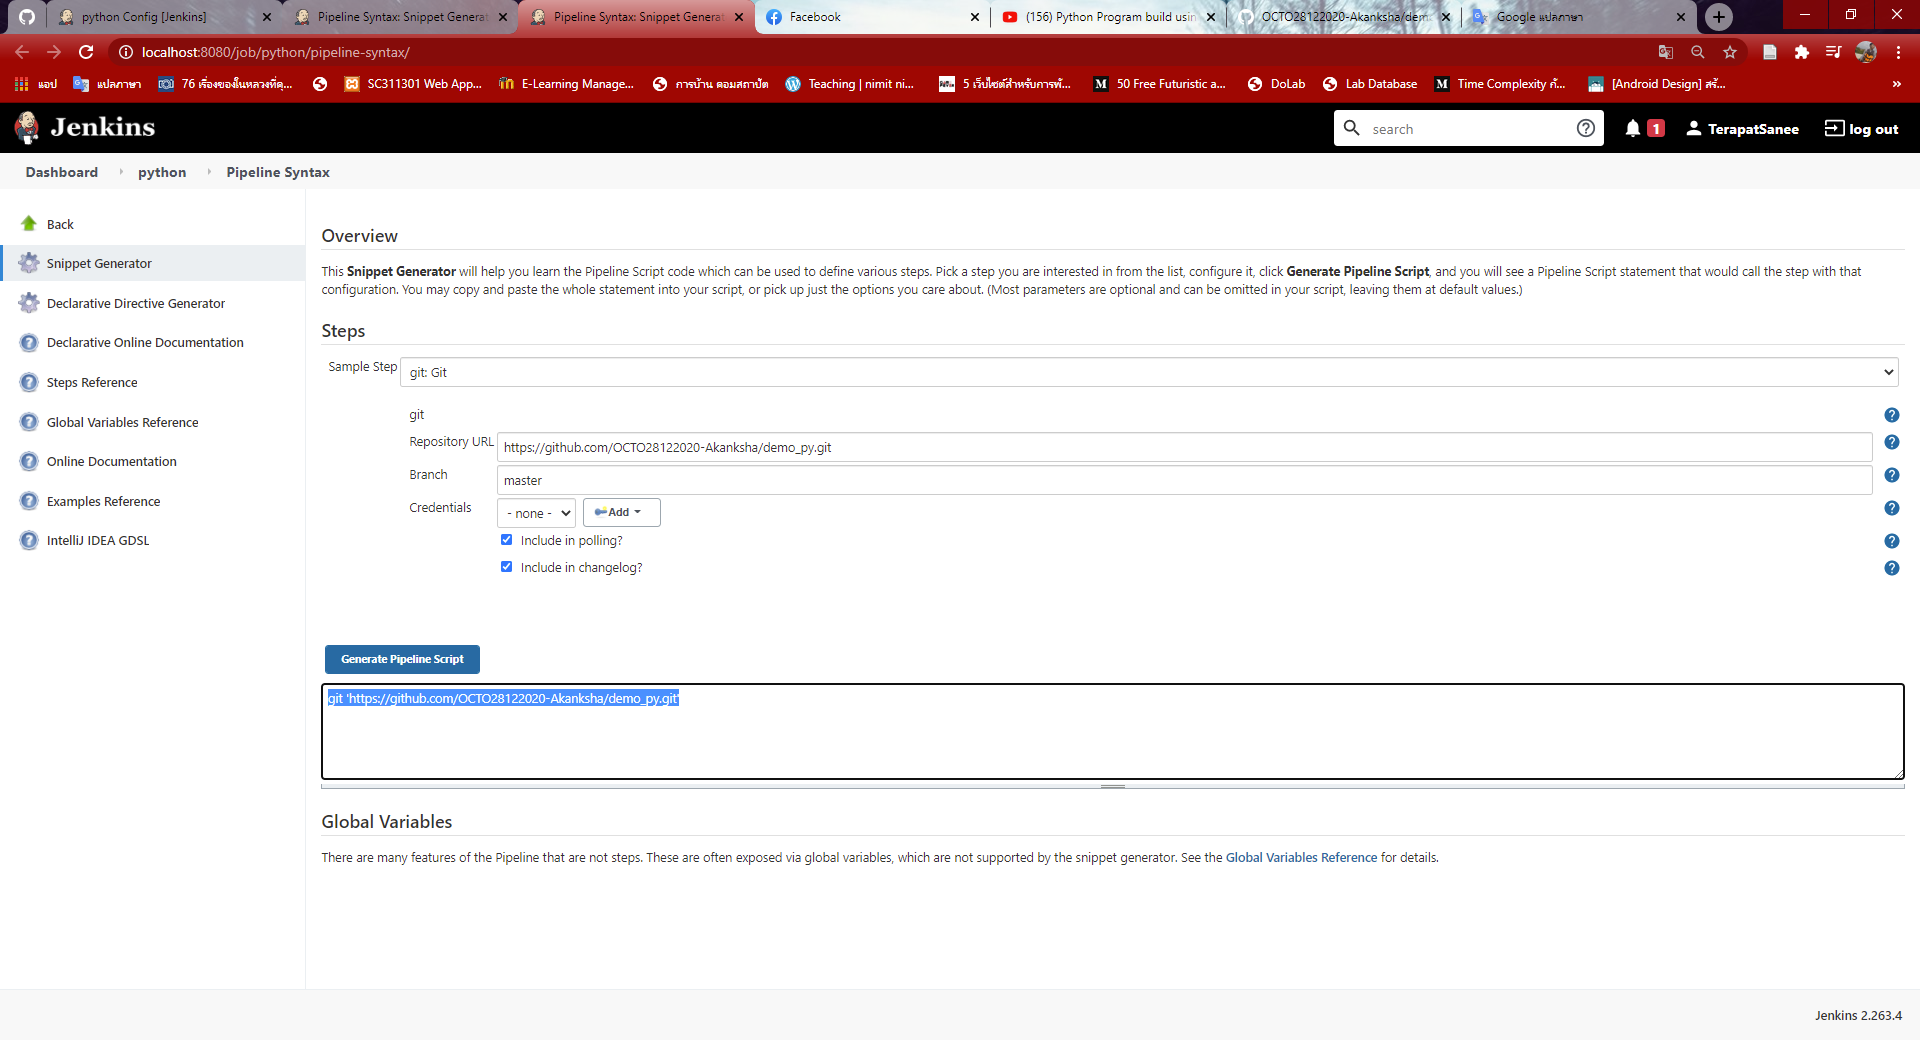 python Config [Jenkins]
Pipeline Syntax: Snippet Generat
Pipeline Syntax: Snippet Generat
Facebook
(156) Python Program build usin
OCTO28122020-Akanksha/dem
Google แปลภาษา
localhost:8080/job/python/pipeline-syntax/
แอป
แปลภาษา
76 เรื่องของในหลวงที่คุ...
SC311301 Web App...
E-Learning Manage...
การบ้าน คอมสถาปัต
Teaching | nimit ni...
5 เว็บไซต์สำหรับการพั...
50 Free Futuristic a...
DoLab
Lab Database
Time Complexity ก้...
[Android Design] สร้...
»
Jenkins
search
1
TerapatSanee
log out
Dashboard
python
Pipeline Syntax
Back
Snippet Generator
Declarative Directive Generator
Declarative Online Documentation
Steps Reference
Global Variables Reference
Online Documentation
Examples Reference
IntelliJ IDEA GDSL
Overview
This Snippet Generator will help you learn the Pipeline Script code which can be used to define various steps. Pick a step you are interested in from the list, configure it, click Generate Pipeline Script, and you will see a Pipeline Script statement that would call the step with that
configuration. You may copy and paste the whole statement into your script, or pick up just the options you care about. (Most parameters are optional and can be omitted in your script, leaving them at default values.)
Steps
Sample Step
git: Git
git
Repository URL
https://github.com/OCTO28122020-Akanksha/demo_py.git
Branch
master
Credentials
- none -
Add
Include in polling?
Include in changelog?
Generate Pipeline Script
git 'https://github.com/OCTO28122020-Akanksha/demo_py.git'
Global Variables
There are many features of the Pipeline that are not steps. These are often exposed via global variables, which are not supported by the snippet generator. See the Global Variables Reference for details.
Jenkins 2.263.4